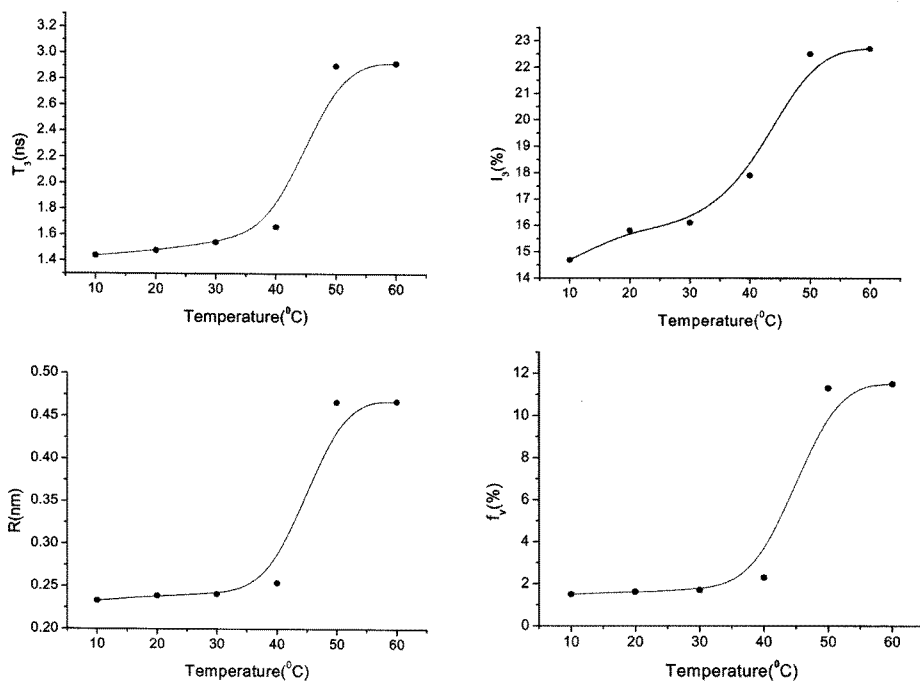 3.2
3.0
2.8
2.6
2.4
2.2
2.0
1.8
1.6
1.4
T3(ns)
10 20 30 40 50 60
Temperature(⁰C)
23
22
21
20
19
18
17
16
15
14
I3(%)
10 20 30 40 50 60
Temperature(⁰C)
0.50
0.45
0.40
0.35
0.30
0.25
0.20
R(nm)
10 20 30 40 50 60
Temperature(⁰C)
12
10
8
6
4
2
0
fv(%)
10 20 30 40 50 60
Temperature(⁰C)